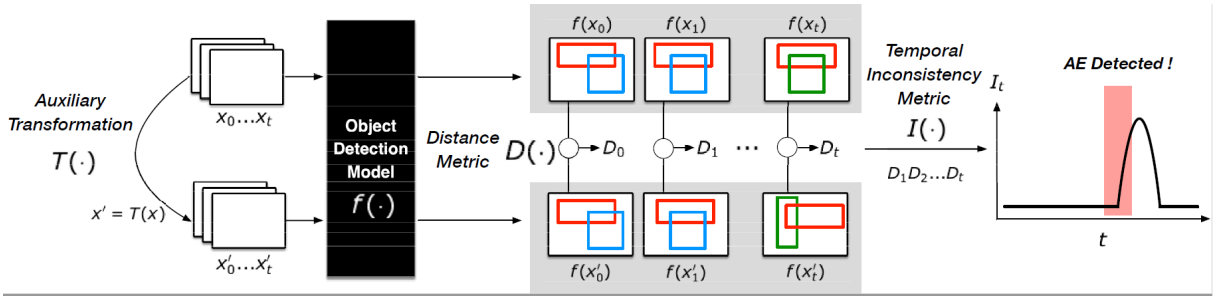 Auxiliary
Transformation
T(·)
x′ = T(x)
x₀...xₜ
x′₀...x′ₜ
Object
Detection
Model
f(·)
Distance
Metric
D(·)
f(x₀)
f(x₁)
f(xₜ)
D₀
D₁
···
Dₜ
f(x′₀)
f(x′₁)
f(x′ₜ)
Temporal
Inconsistency
Metric
I(·)
D₁D₂...Dₜ
AE Detected !
Iₜ
t